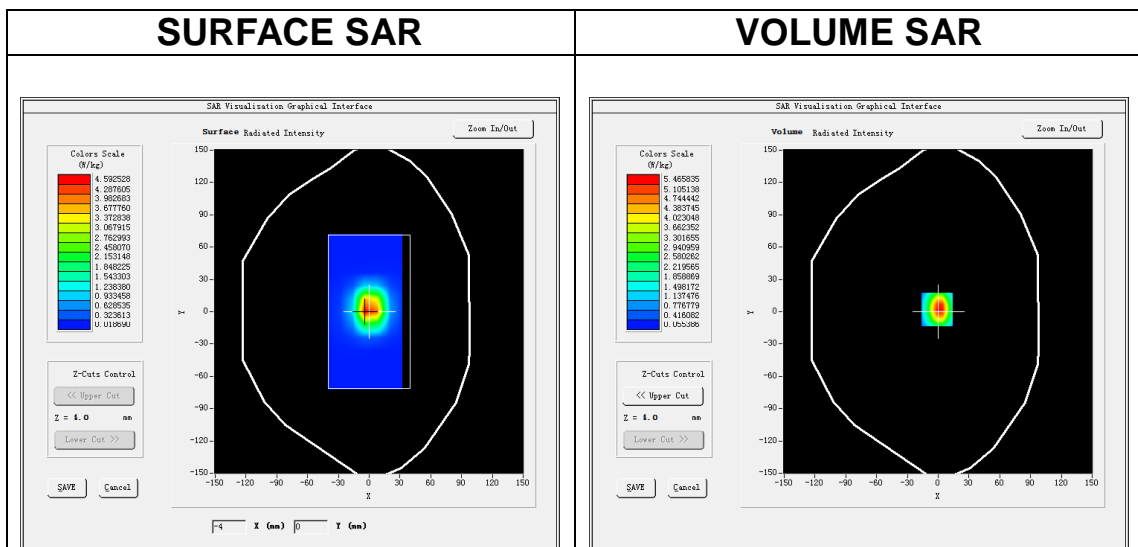 SURFACE SAR
VOLUME SAR
SAR Visualisation Graphical Interface
Surface Radiated Intensity
Zoom In/Out
Colors Scale
(W/kg)
4.592528
4.287605
3.982683
3.677760
3.372838
3.067915
2.762993
2.458070
2.153148
1.848225
1.543303
1.238380
0.933458
0.628535
0.323613
0.018690
150
120
90
60
30
0
-30
-60
-90
-120
-150
Y
-150 -120 -90 -60 -30 0 30 60 90 120 150
X
Z-Cuts Control
<< Upper Cut
Z = 4.0 mm
Lower Cut >>
SAVE Cancel
-4 X (mm) 0 Y (mm)
SAR Visualisation Graphical Interface
Volume Radiated Intensity
Zoom In/Out
Colors Scale
(W/kg)
5.465835
5.105138
4.744442
4.383745
4.023048
3.662352
3.301655
2.940959
2.580262
2.219565
1.858869
1.498172
1.137476
0.776779
0.416082
0.055386
150
120
90
60
30
0
-30
-60
-90
-120
-150
Y
-150 -120 -90 -60 -30 0 30 60 90 120 150
X
Z-Cuts Control
<< Upper Cut
Z = 4.0 mm
Lower Cut >>
SAVE Cancel